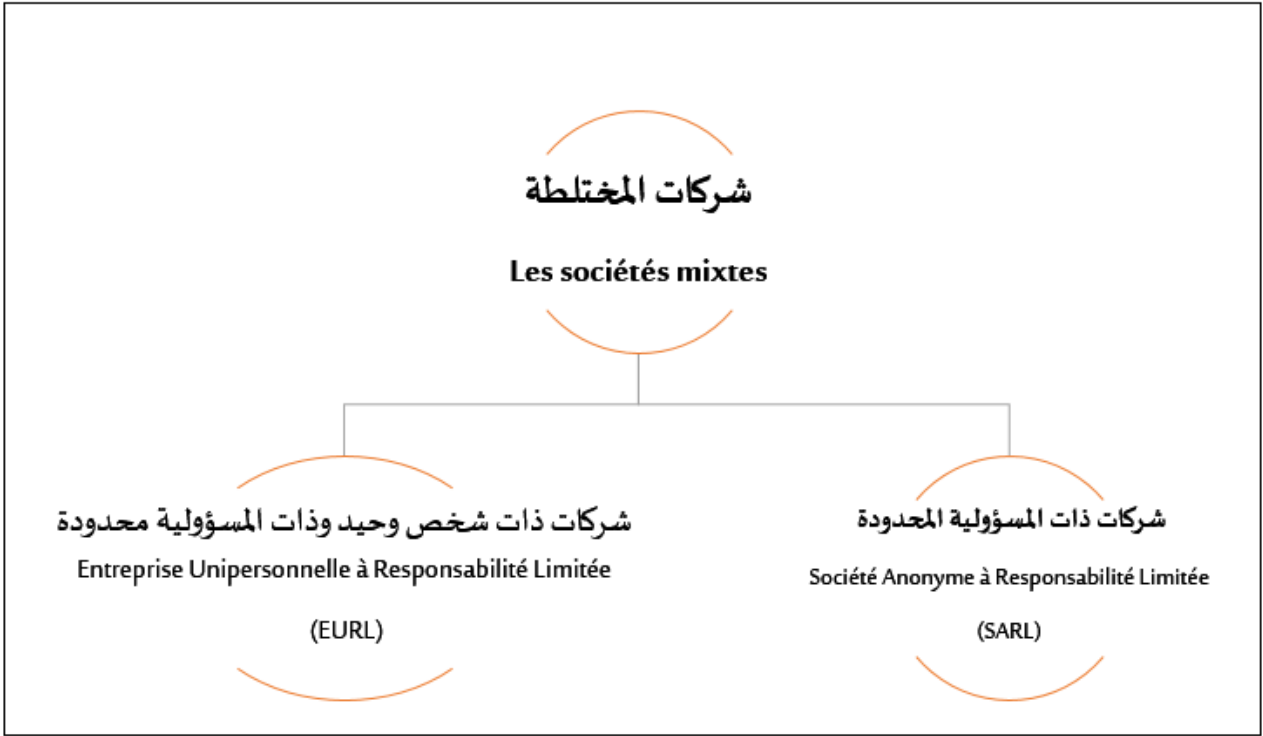 شركات المختلطة
Les sociétés mixtes
شركات ذات المسؤولية المحدودة
Société Anonyme à Responsabilité Limitée
(SARL)
شركات ذات شخص وحيد وذات المسؤولية محدودة
Entreprise Unipersonnelle à Responsabilité Limitée
(EURL)